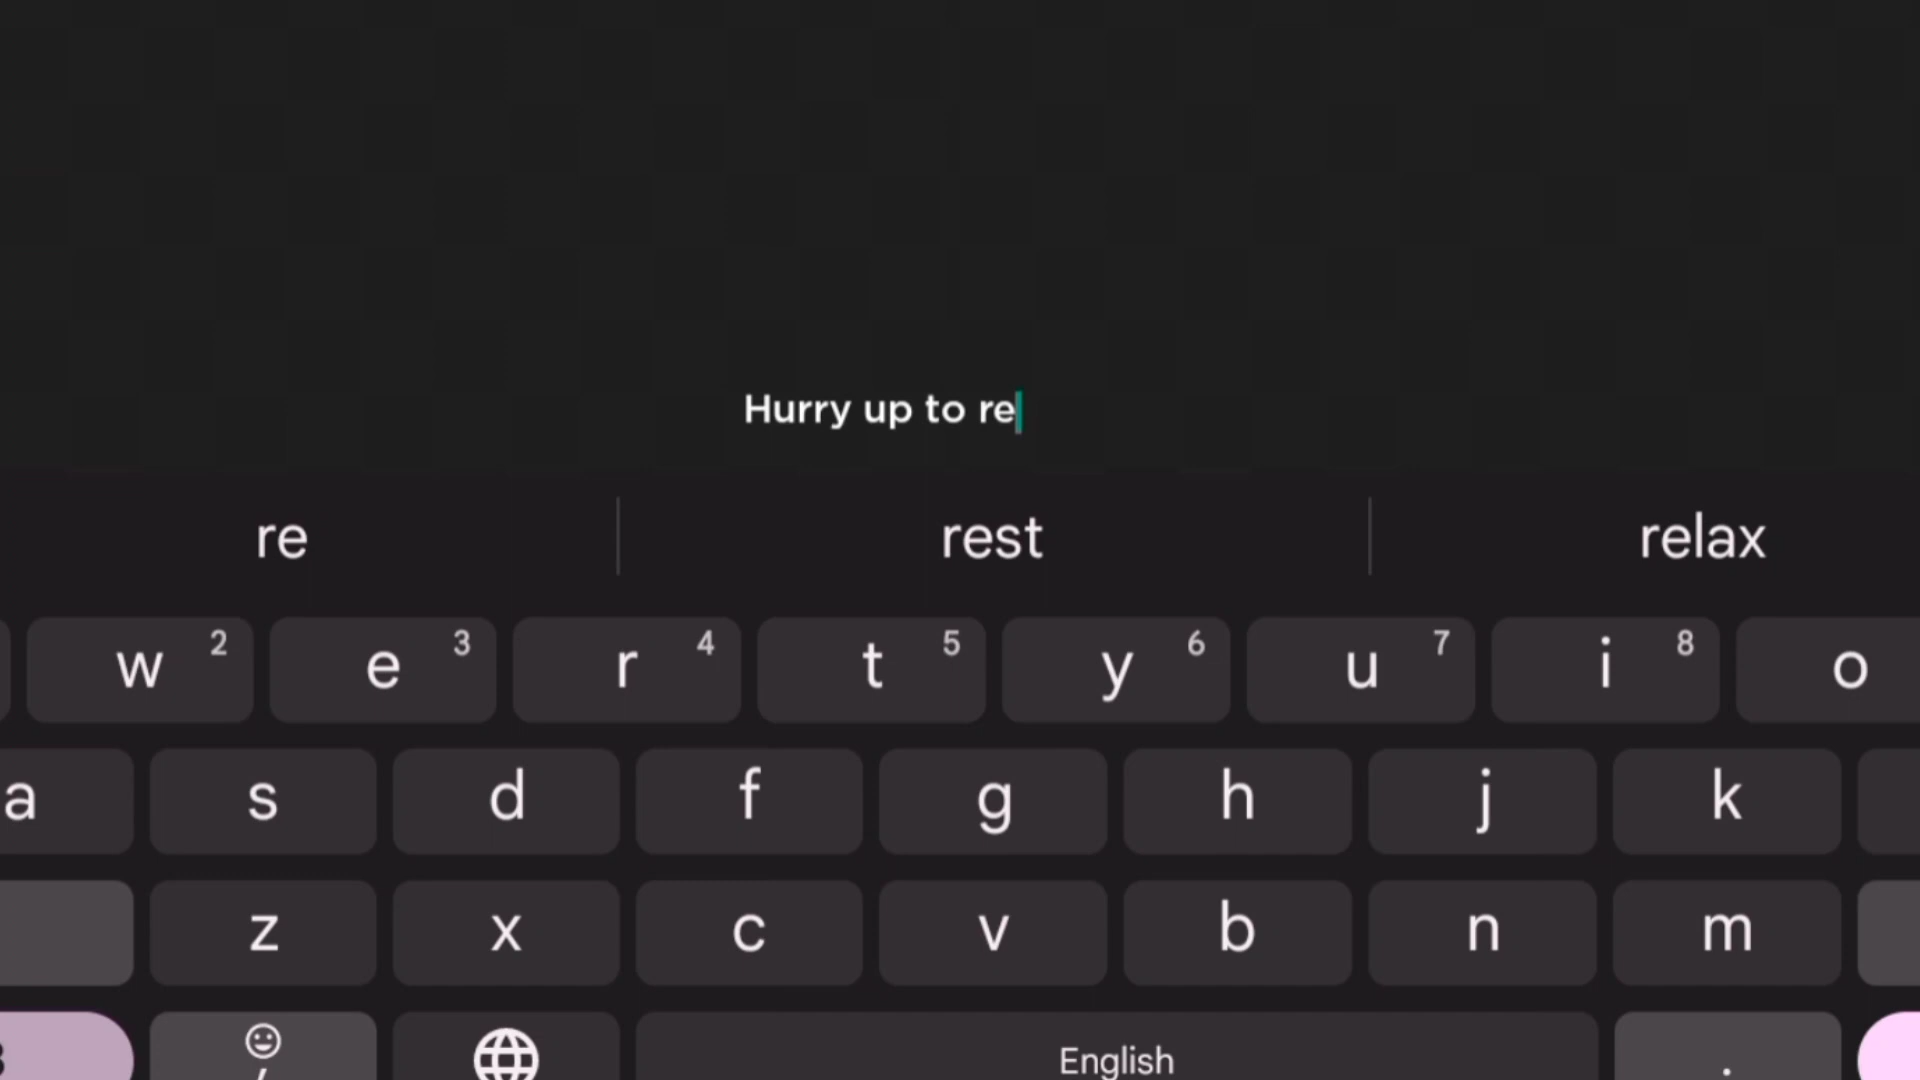 Hurry up to re
re rest relax
w 2 e 3 r 4 t 5 y 6 u 7 i 8 o
a s d f g h j k
z x c v b n m
, English .